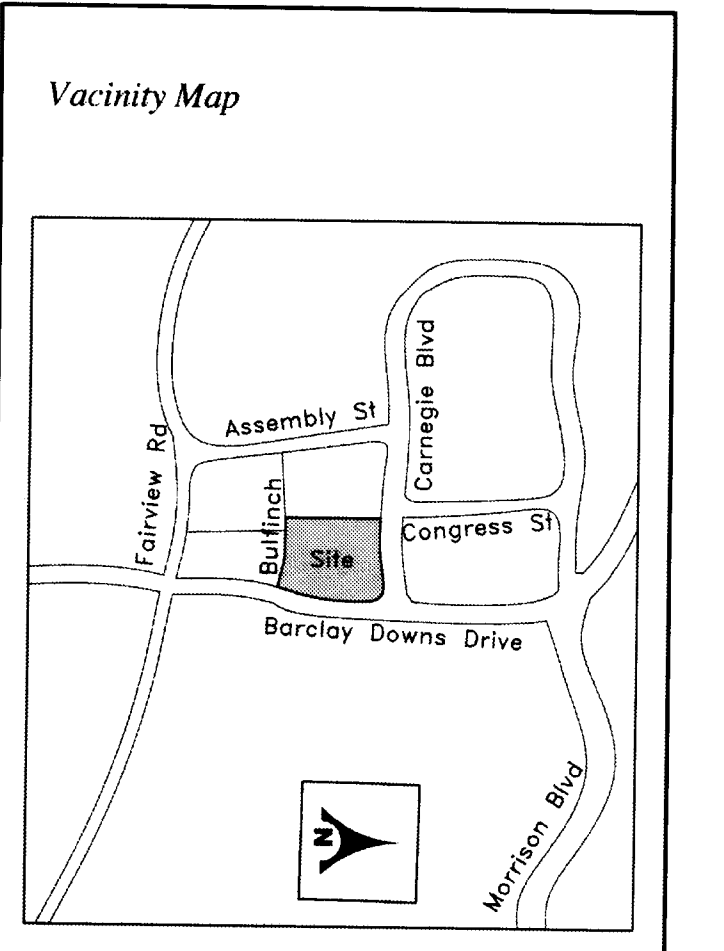 Vacinity Map
Assembly St
Carnegie Blvd
Fairview Rd
Bulfinch
Congress St
Site
Barclay Downs Drive
N
Morrison Blvd